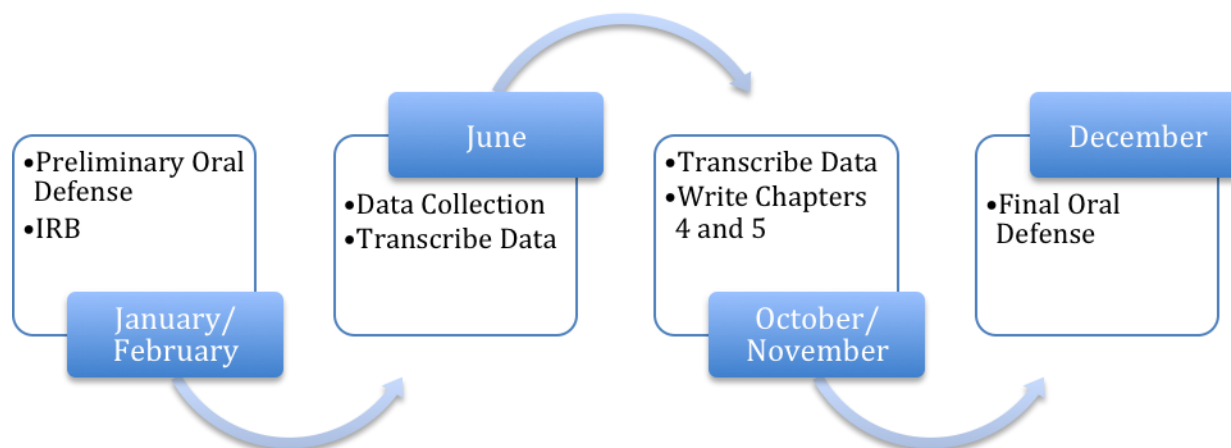 •Preliminary Oral
Defense
•IRB
January/
February
June
•Data Collection
•Transcribe Data
•Transcribe Data
•Write Chapters
4 and 5
October/
November
December
•Final Oral
Defense